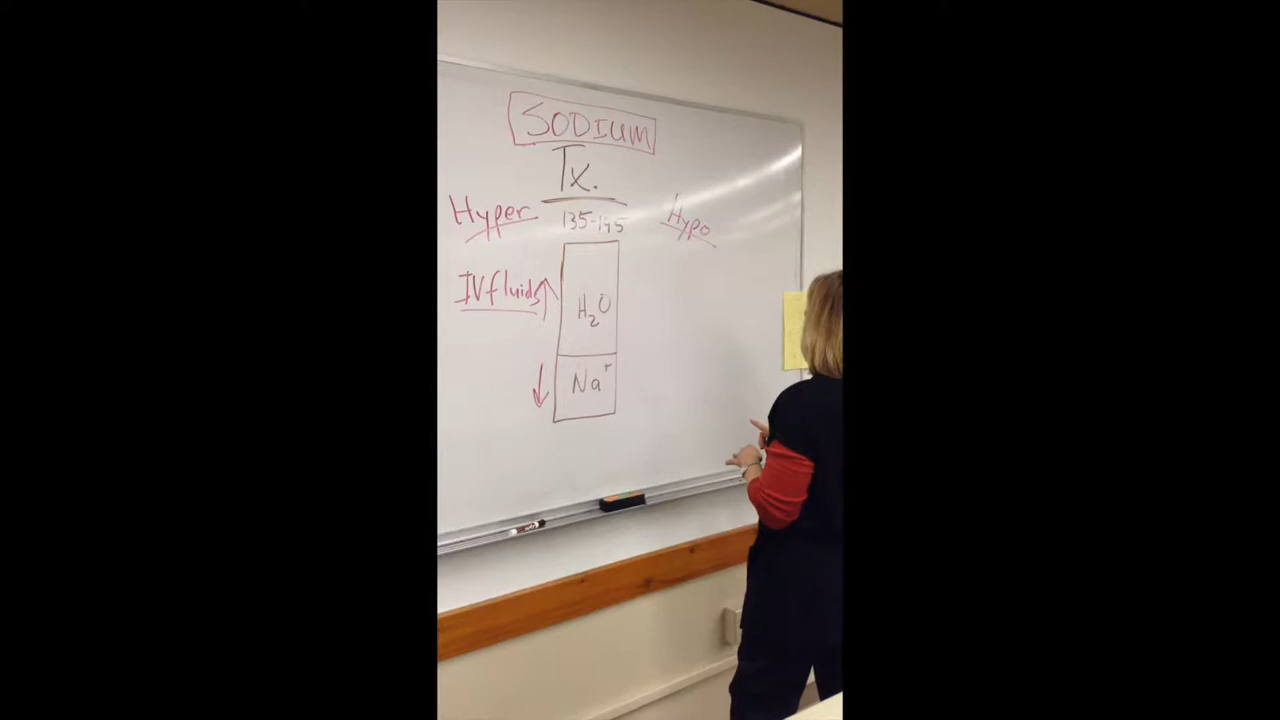 SODIUM
Tx.
Hyper
135-145
Hypo
IV fluids ↑
H₂O
↓
Na⁺